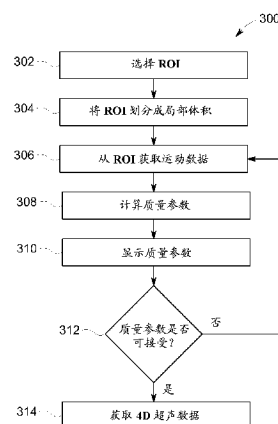 300
302
选择 ROI
304
将 ROI 划分成局部体积
306
从 ROI 获取运动数据
308
计算质量参数
310
显示质量参数
312
质量参数是否
可接受？
否
是
314
获取 4D 超声数据